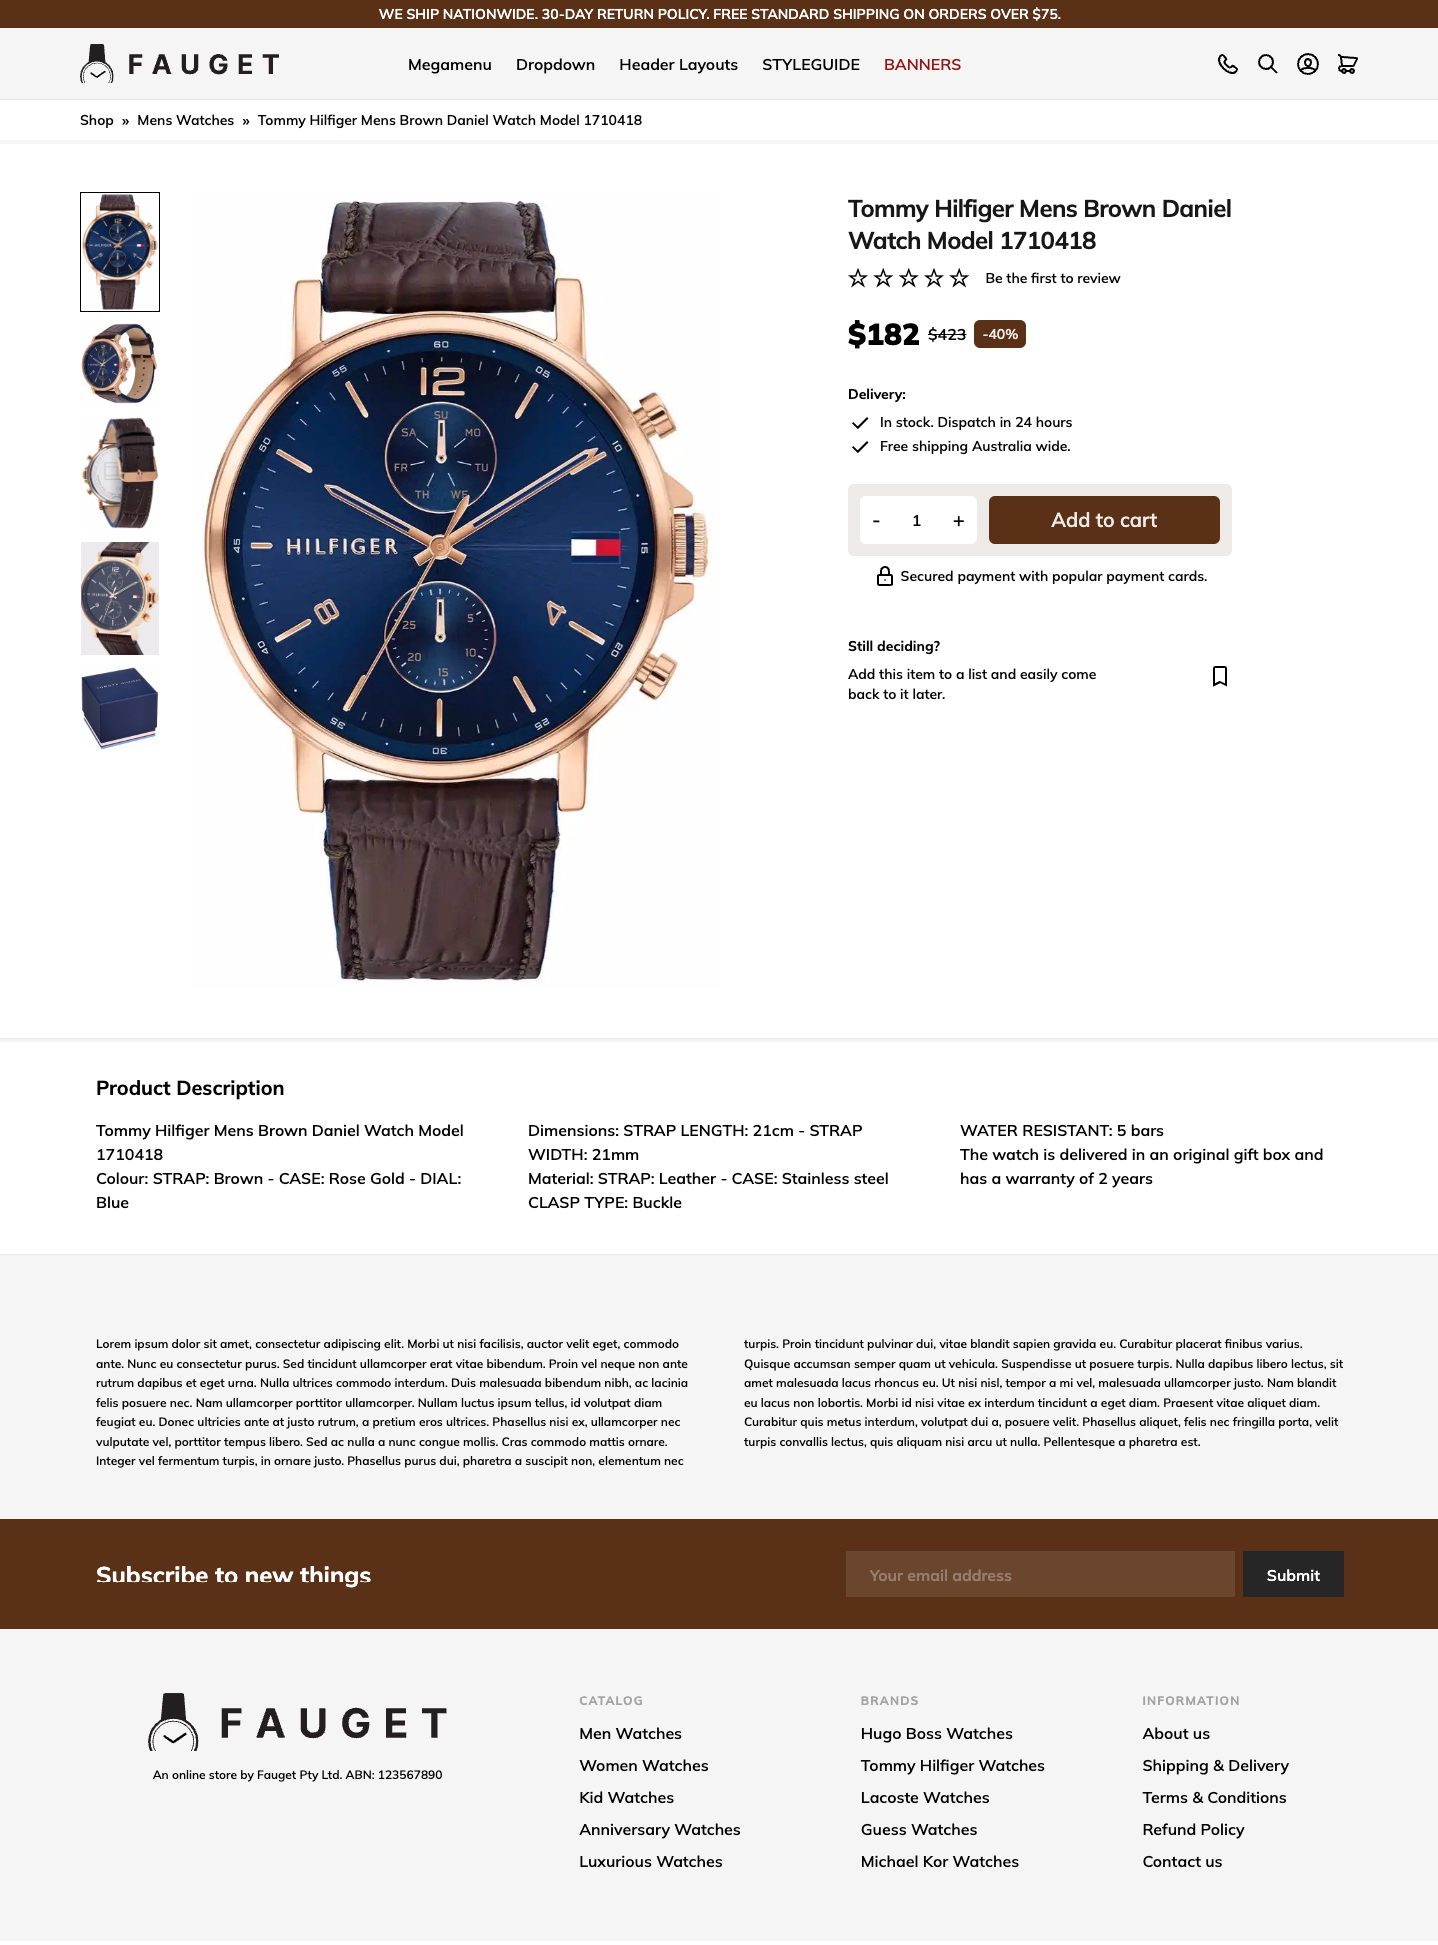 WE SHIP NATIONWIDE. 30-DAY RETURN POLICY. FREE STANDARD SHIPPING ON ORDERS OVER $75.
FAUGET
Megamenu Dropdown Header Layouts STYLEGUIDE BANNERS
Shop » Mens Watches » Tommy Hilfiger Mens Brown Daniel Watch Model 1710418
Tommy Hilfiger Mens Brown Daniel
Watch Model 1710418
Be the first to review
$182 $423 -40%
Delivery:
In stock. Dispatch in 24 hours
Free shipping Australia wide.
- 1 + Add to cart
Secured payment with popular payment cards.
Still deciding?
Add this item to a list and easily come
back to it later.
60
55 05
12
SU
SA MO
50 10
FR TU
TH WE
45 HILFIGER 15
8 4
25 5
20 10
15
40 20
35 25
30
Product Description
Tommy Hilfiger Mens Brown Daniel Watch Model
1710418
Colour: STRAP: Brown - CASE: Rose Gold - DIAL:
Blue
Dimensions: STRAP LENGTH: 21cm - STRAP
WIDTH: 21mm
Material: STRAP: Leather - CASE: Stainless steel
CLASP TYPE: Buckle
WATER RESISTANT: 5 bars
The watch is delivered in an original gift box and
has a warranty of 2 years
Lorem ipsum dolor sit amet, consectetur adipiscing elit. Morbi ut nisi facilisis, auctor velit eget, commodo
ante. Nunc eu consectetur purus. Sed tincidunt ullamcorper erat vitae bibendum. Proin vel neque non ante
rutrum dapibus et eget urna. Nulla ultrices commodo interdum. Duis malesuada bibendum nibh, ac lacinia
felis posuere nec. Nam ullamcorper porttitor ullamcorper. Nullam luctus ipsum tellus, id volutpat diam
feugiat eu. Donec ultricies ante at justo rutrum, a pretium eros ultrices. Phasellus nisi ex, ullamcorper nec
vulputate vel, porttitor tempus libero. Sed ac nulla a nunc congue mollis. Cras commodo mattis ornare.
Integer vel fermentum turpis, in ornare justo. Phasellus purus dui, pharetra a suscipit non, elementum nec
turpis. Proin tincidunt pulvinar dui, vitae blandit sapien gravida eu. Curabitur placerat finibus varius.
Quisque accumsan semper quam ut vehicula. Suspendisse ut posuere turpis. Nulla dapibus libero lectus, sit
amet malesuada lacus rhoncus eu. Ut nisi nisl, tempor a mi vel, malesuada ullamcorper justo. Nam blandit
eu lacus non lobortis. Morbi id nisi vitae ex interdum tincidunt a eget diam. Praesent vitae aliquet diam.
Curabitur quis metus interdum, volutpat dui a, posuere velit. Phasellus aliquet, felis nec fringilla porta, velit
turpis convallis lectus, quis aliquam nisi arcu ut nulla. Pellentesque a pharetra est.
Subscribe to new things
Your email address Submit
FAUGET
An online store by Fauget Pty Ltd. ABN: 123567890
CATALOG
Men Watches
Women Watches
Kid Watches
Anniversary Watches
Luxurious Watches
BRANDS
Hugo Boss Watches
Tommy Hilfiger Watches
Lacoste Watches
Guess Watches
Michael Kor Watches
INFORMATION
About us
Shipping & Delivery
Terms & Conditions
Refund Policy
Contact us